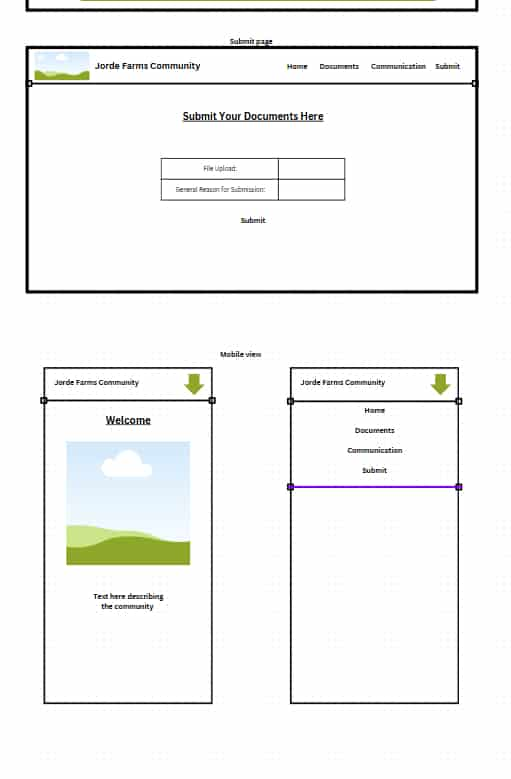 Submit page
Jorde Farms Community Home Documents Communication Submit
Submit Your Documents Here
File Upload:
General Reason for Submission:
Submit
Mobile view
Jorde Farms Community
Welcome
Text here describing
the community
Jorde Farms Community
Home
Documents
Communication
Submit